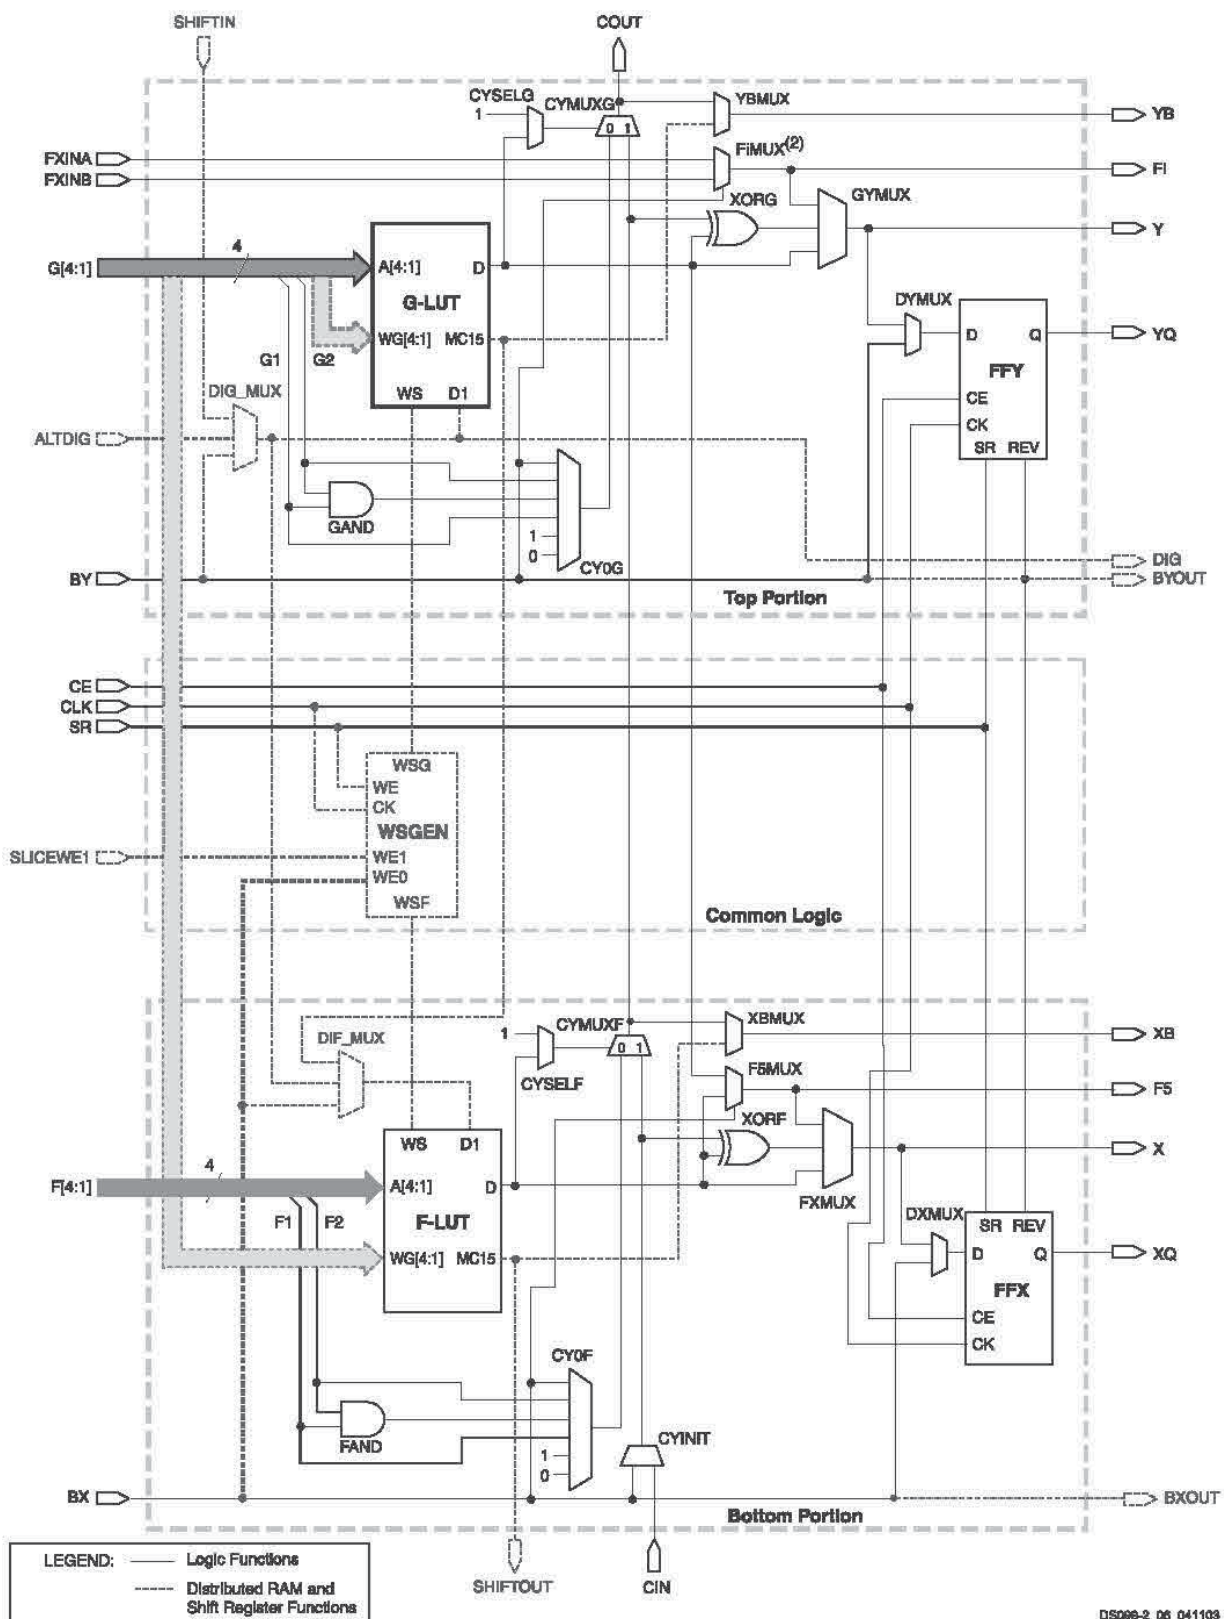 SHIFTIN
COUT
CYSELG
CYMUXG
YBMUX
1
0 1
YB
FXINA
FiMUX(2)
FI
FXINB
XORG
GYMUX
Y
4
G[4:1]
A[4:1]
D
G-LUT
DYMUX
WG[4:1]
MC15
D
Q
YQ
G1
G2
FFY
DIG_MUX
WS
D1
CE
ALTDIG
CK
SR
REV
GAND
1
0
CY0G
DIG
BY
BYOUT
Top Portion
CE
CLK
SR
WSG
WE
CK
WSGEN
SLICEWE1
WE1
WE0
WSF
Common Logic
CYMUXF
XBMUX
1
XB
DIF_MUX
0 1
CYSELF
F5MUX
F5
XORF
WS
D1
X
4
F[4:1]
A[4:1]
D
FXMUX
F1
F2
F-LUT
DXMUX
SR
REV
WG[4:1]
MC15
D
Q
XQ
FFX
CE
CK
CY0F
FAND
CYINIT
1
0
BX
BXOUT
Bottom Portion
LEGEND:
Logic Functions
Distributed RAM and
Shift Register Functions
SHIFTOUT
CIN
DS099-2_06_041103